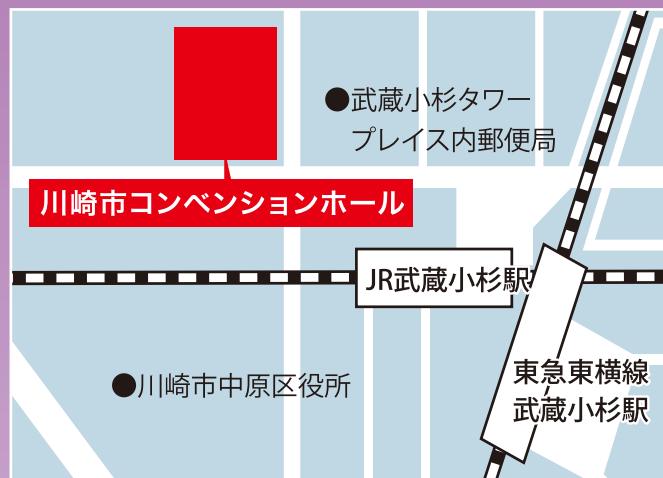 ●武蔵小杉タワー
プレイス内郵便局
川崎市コンベンションホール
JR武蔵小杉駅
●川崎市中原区役所
東急東横線
武蔵小杉駅